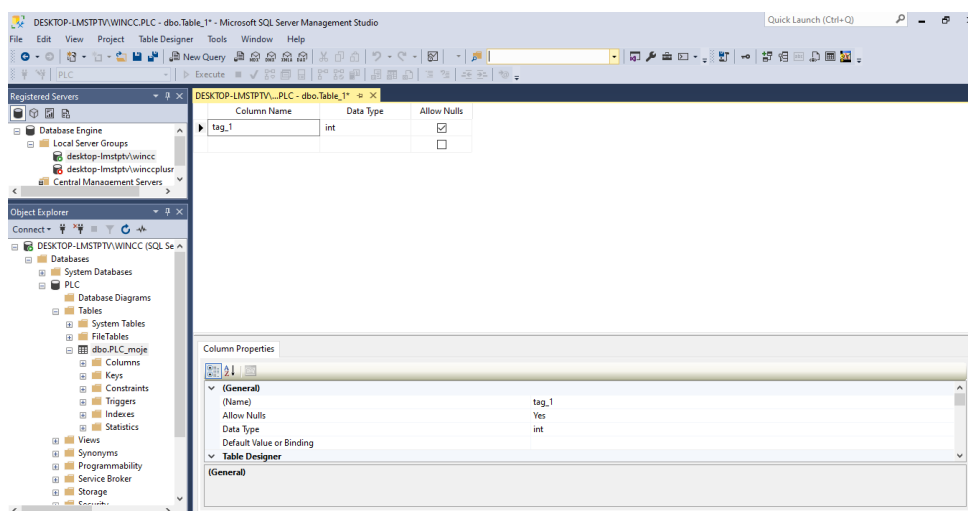 DESKTOP-LMSTPTV\WINCC.PLC - dbo.Table_1* - Microsoft SQL Server Management Studio
Quick Launch (Ctrl+Q)
File Edit View Project Table Designer Tools Window Help
New Query
PLC
Execute
Registered Servers
DESKTOP-LMSTPTV\...PLC - dbo.Table_1*
Column Name Data Type Allow Nulls
tag_1 int
Database Engine
Local Server Groups
desktop-lmstptv\wincc
desktop-lmstptv\winccplusr
Central Management Servers
Object Explorer
Connect
DESKTOP-LMSTPTV\WINCC (SQL Se
Databases
System Databases
PLC
Database Diagrams
Tables
System Tables
FileTables
dbo.PLC_moje
Columns
Keys
Constraints
Triggers
Indexes
Statistics
Views
Synonyms
Programmability
Service Broker
Storage
Security
Column Properties
(General)
(Name) tag_1
Allow Nulls Yes
Data Type int
Default Value or Binding
Table Designer
(General)